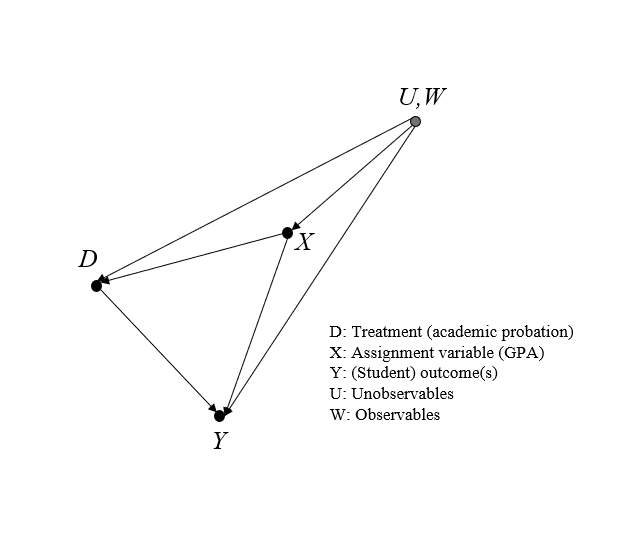 U,W
X
D
D: Treatment (academic probation)
X: Assignment variable (GPA)
Y: (Student) outcome(s)
U: Unobservables
W: Observables
Y